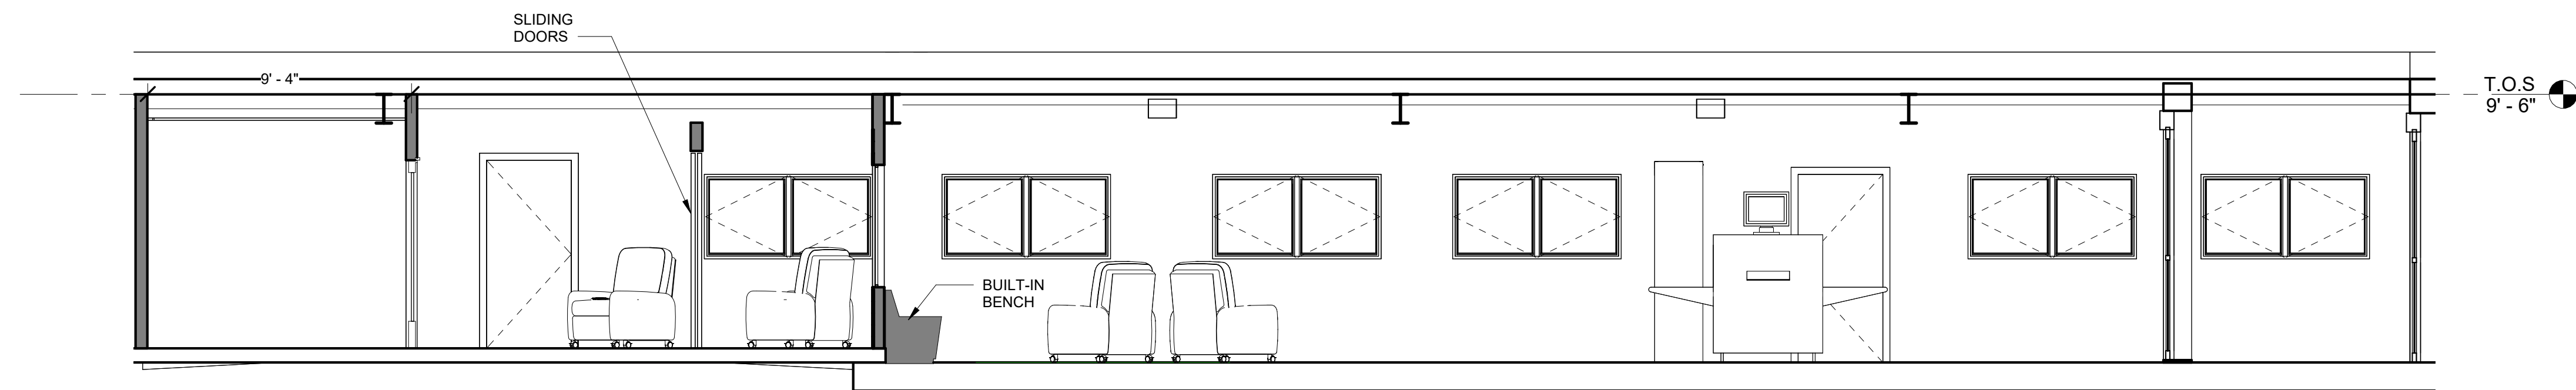 SLIDING
DOORS
9' - 4"
T.O.S
9' - 6"
BUILT-IN
BENCH